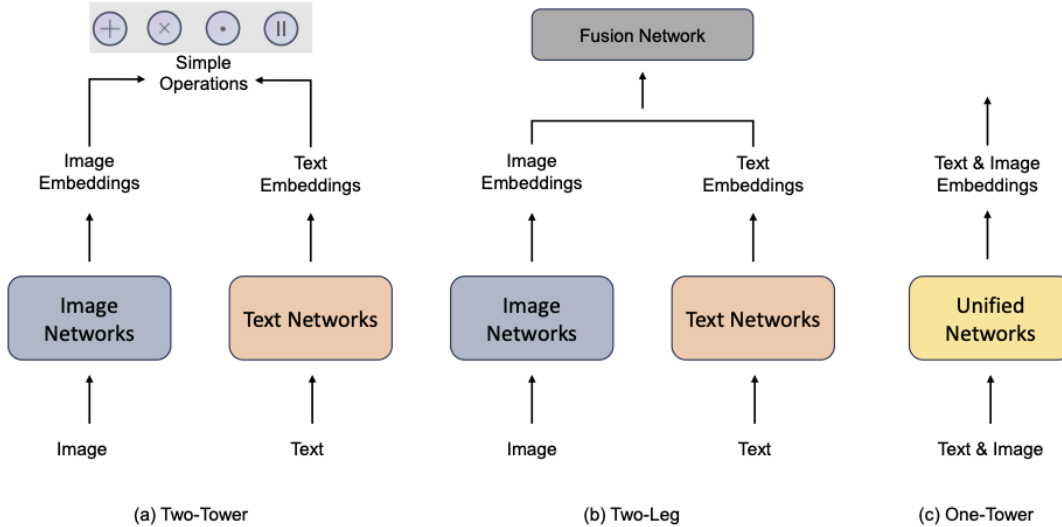 Simple
Operations
Image
Embeddings
Text
Embeddings
Image
Networks
Text Networks
Image
Text
(a) Two-Tower
Fusion Network
Image
Embeddings
Text
Embeddings
Image
Networks
Text Networks
Image
Text
(b) Two-Leg
Text & Image
Embeddings
Unified
Networks
Text & Image
(c) One-Tower